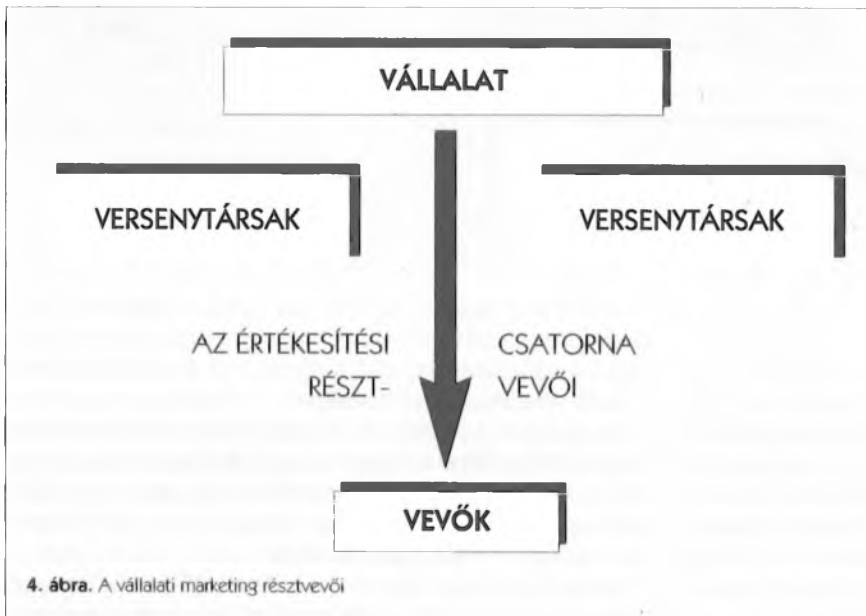 VÁLLALAT
VERSENYTÁRSAK
VERSENYTÁRSAK
AZ ÉRTÉKESÍTÉSI CSATORNA
RÉSZT- VEVŐI
VEVŐK
4. ábra. A vállalati marketing résztvevői